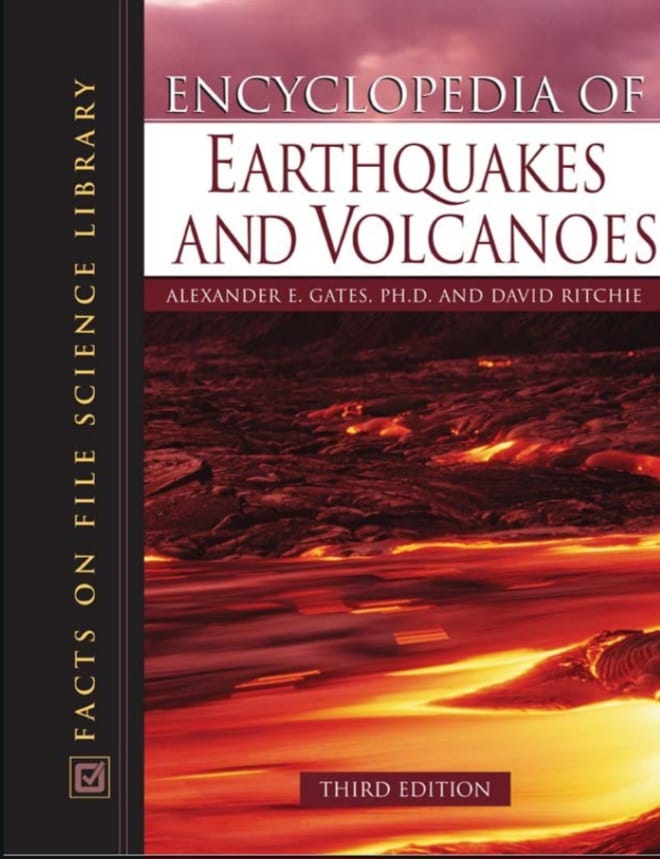 ENCYCLOPEDIA OF
EARTHQUAKES
AND VOLCANOES
ALEXANDER E. GATES, PH.D. AND DAVID RITCHIE
FACTS ON FILE SCIENCE LIBRARY
THIRD EDITION